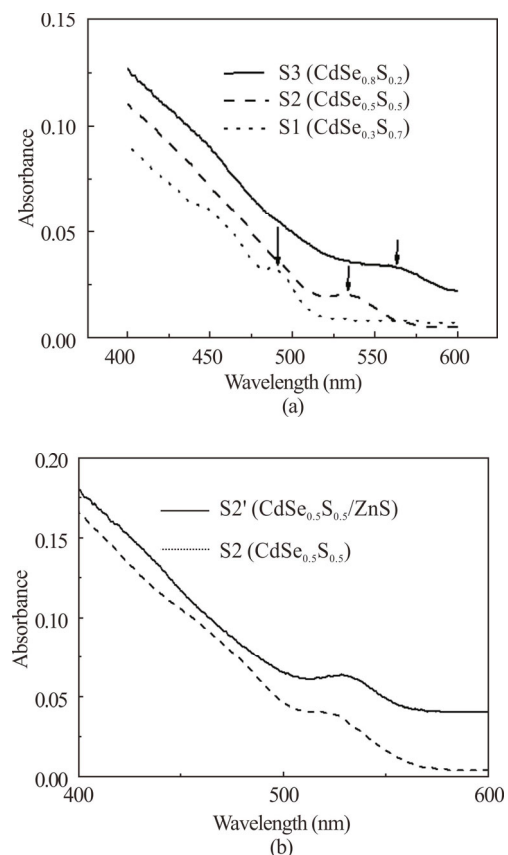 0.15
S3 (CdSe₀.₈S₀.₂)
S2 (CdSe₀.₅S₀.₅)
S1 (CdSe₀.₃S₀.₇)
0.10
Absorbance
0.05
0.00
400 450 500 550 600
Wavelength (nm)
(a)
0.20
S2' (CdSe₀.₅S₀.₅/ZnS)
0.15
S2 (CdSe₀.₅S₀.₅)
0.10
Absorbance
0.05
0.00
400 500 600
Wavelength (nm)
(b)